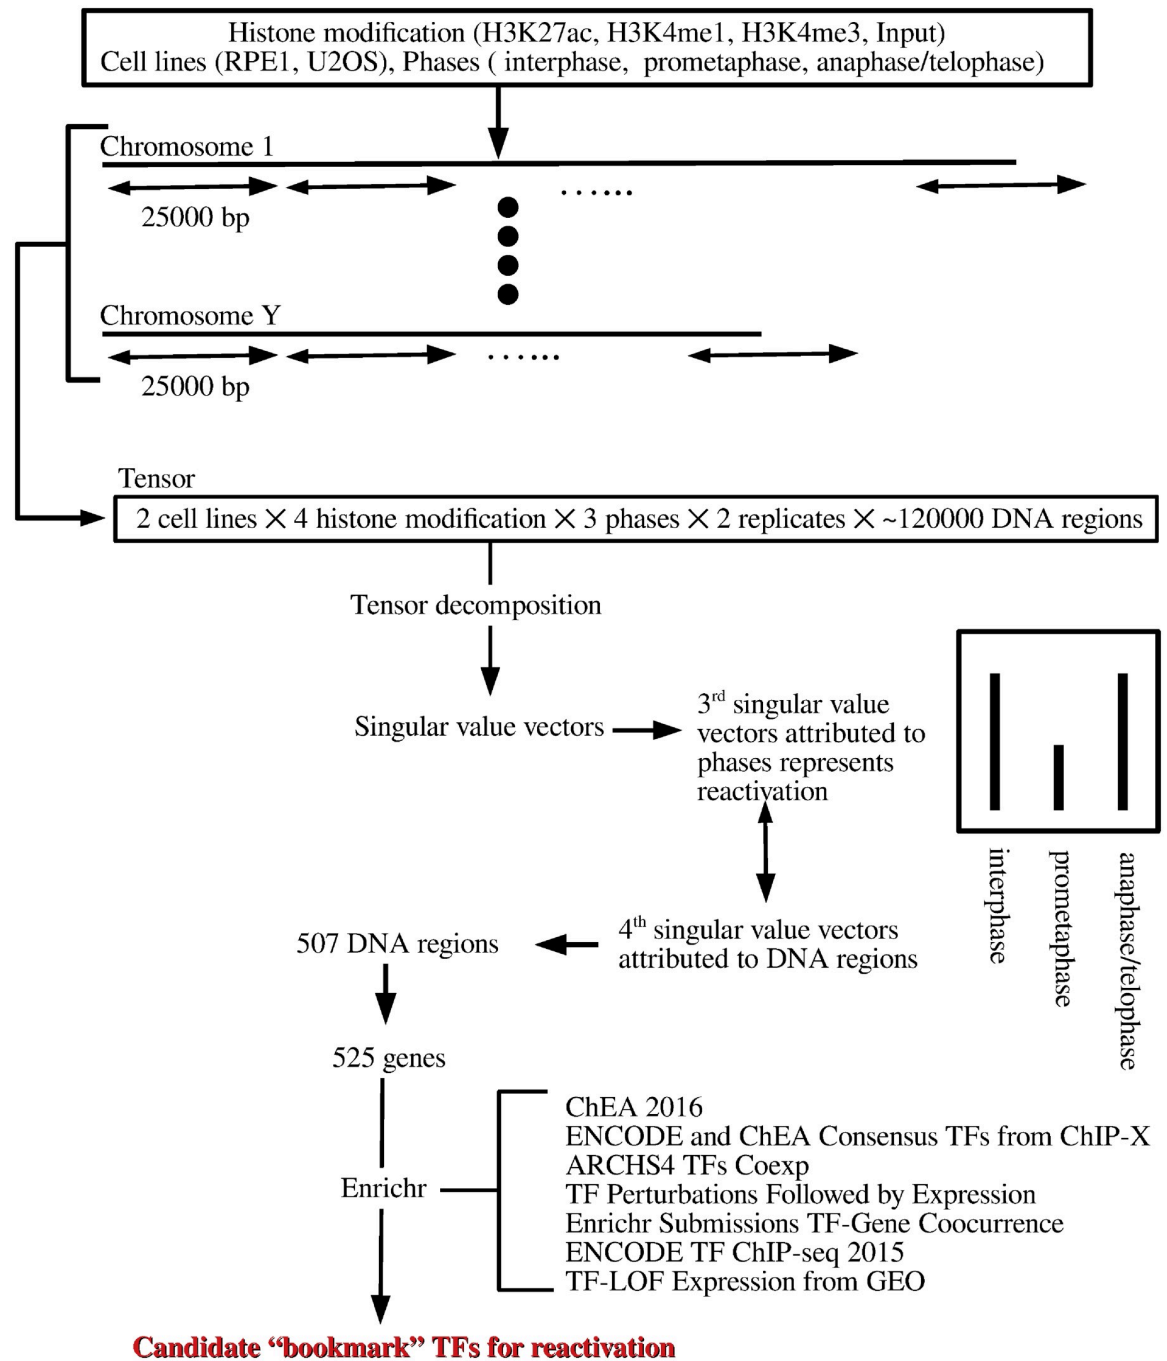 Histone modification (H3K27ac, H3K4me1, H3K4me3, Input)
Cell lines (RPE1, U2OS), Phases ( interphase, prometaphase, anaphase/telophase)
Chromosome 1
......
25000 bp
Chromosome Y
......
25000 bp
Tensor
2 cell lines × 4 histone modification × 3 phases × 2 replicates × ~120000 DNA regions
Tensor decomposition
Singular value vectors
3rd singular value
vectors attributed to
phases represents
reactivation
interphase
prometaphase
anaphase/telophase
4th singular value vectors
attributed to DNA regions
507 DNA regions
525 genes
Enrichr
ChEA 2016
ENCODE and ChEA Consensus TFs from ChIP-X
ARCHS4 TFs Coexp
TF Perturbations Followed by Expression
Enrichr Submissions TF-Gene Coocurrence
ENCODE TF ChIP-seq 2015
TF-LOF Expression from GEO
Candidate “bookmark” TFs for reactivation